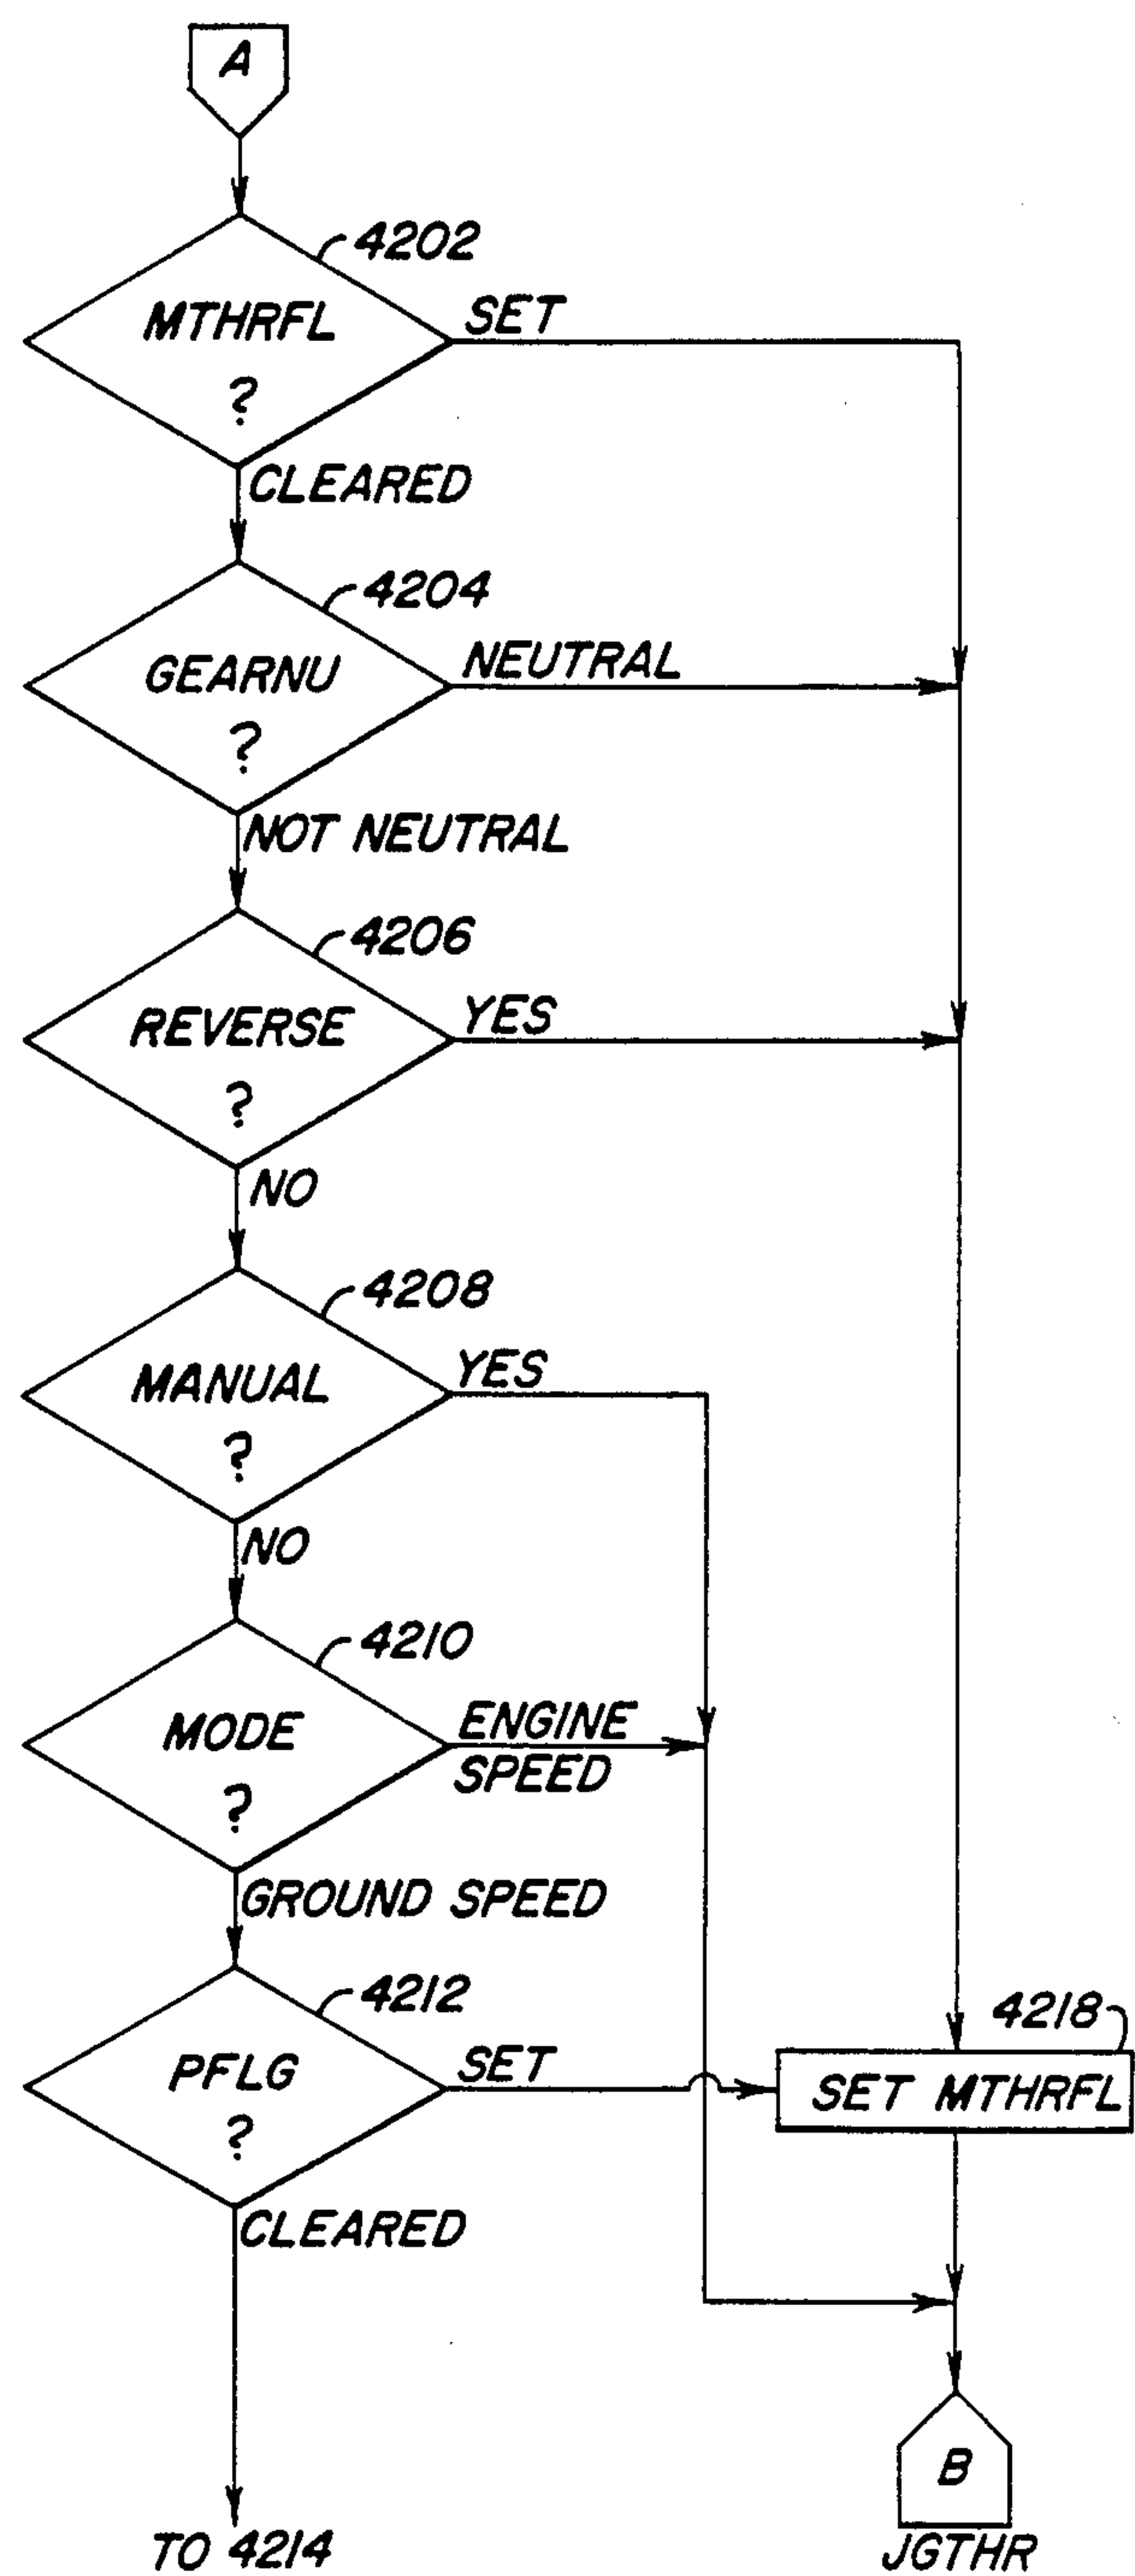 A
4202
MTHRFL
?
SET
CLEARED
4204
GEARNU
?
NEUTRAL
NOT NEUTRAL
4206
REVERSE
?
YES
NO
4208
MANUAL
?
YES
NO
4210
MODE
?
ENGINE
SPEED
GROUND SPEED
4212
PFLG
?
SET
CLEARED
4218
SET MTHRFL
TO 4214
B
JGTHR